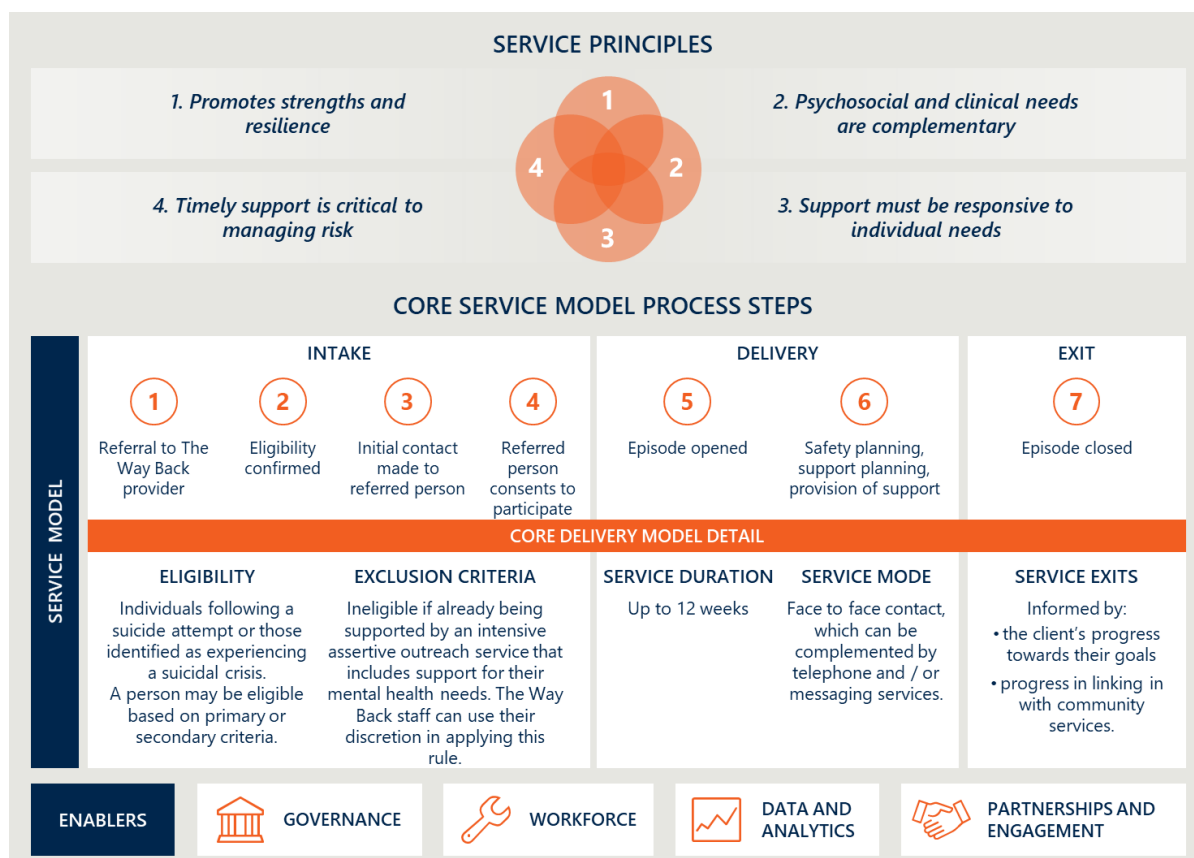 SERVICE PRINCIPLES
1. Promotes strengths and
resilience
2. Psychosocial and clinical needs
are complementary
4. Timely support is critical to
managing risk
3. Support must be responsive to
individual needs
1
4
2
3
CORE SERVICE MODEL PROCESS STEPS
SERVICE MODEL
INTAKE
1
Referral to The
Way Back
provider
2
Eligibility
confirmed
3
Initial contact
made to
referred person
4
Referred
person
consents to
participate
DELIVERY
5
Episode opened
6
Safety planning,
support planning,
provision of support
EXIT
7
Episode closed
CORE DELIVERY MODEL DETAIL
ELIGIBILITY
Individuals following a
suicide attempt or those
identified as experiencing
a suicidal crisis.
A person may be eligible
based on primary or
secondary criteria.
EXCLUSION CRITERIA
Ineligible if already being
supported by an intensive
assertive outreach service that
includes support for their
mental health needs. The Way
Back staff can use their
discretion in applying this
rule.
SERVICE DURATION
Up to 12 weeks
SERVICE MODE
Face to face contact,
which can be
complemented by
telephone and / or
messaging services.
SERVICE EXITS
Informed by:
• the client's progress
towards their goals
• progress in linking in
with community
services.
ENABLERS
GOVERNANCE
WORKFORCE
DATA AND
ANALYTICS
PARTNERSHIPS AND
ENGAGEMENT